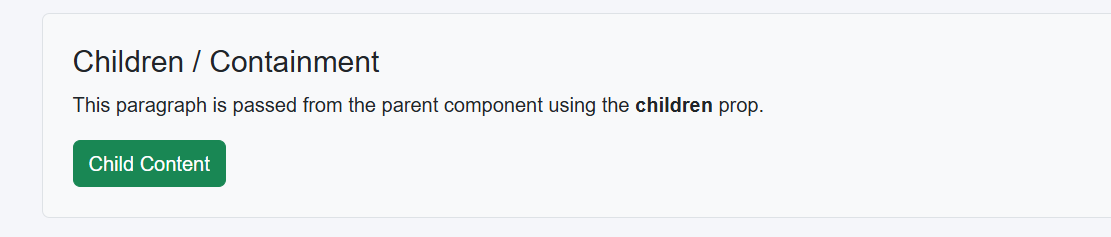 Children / Containment
This paragraph is passed from the parent component using the children prop.
Child Content